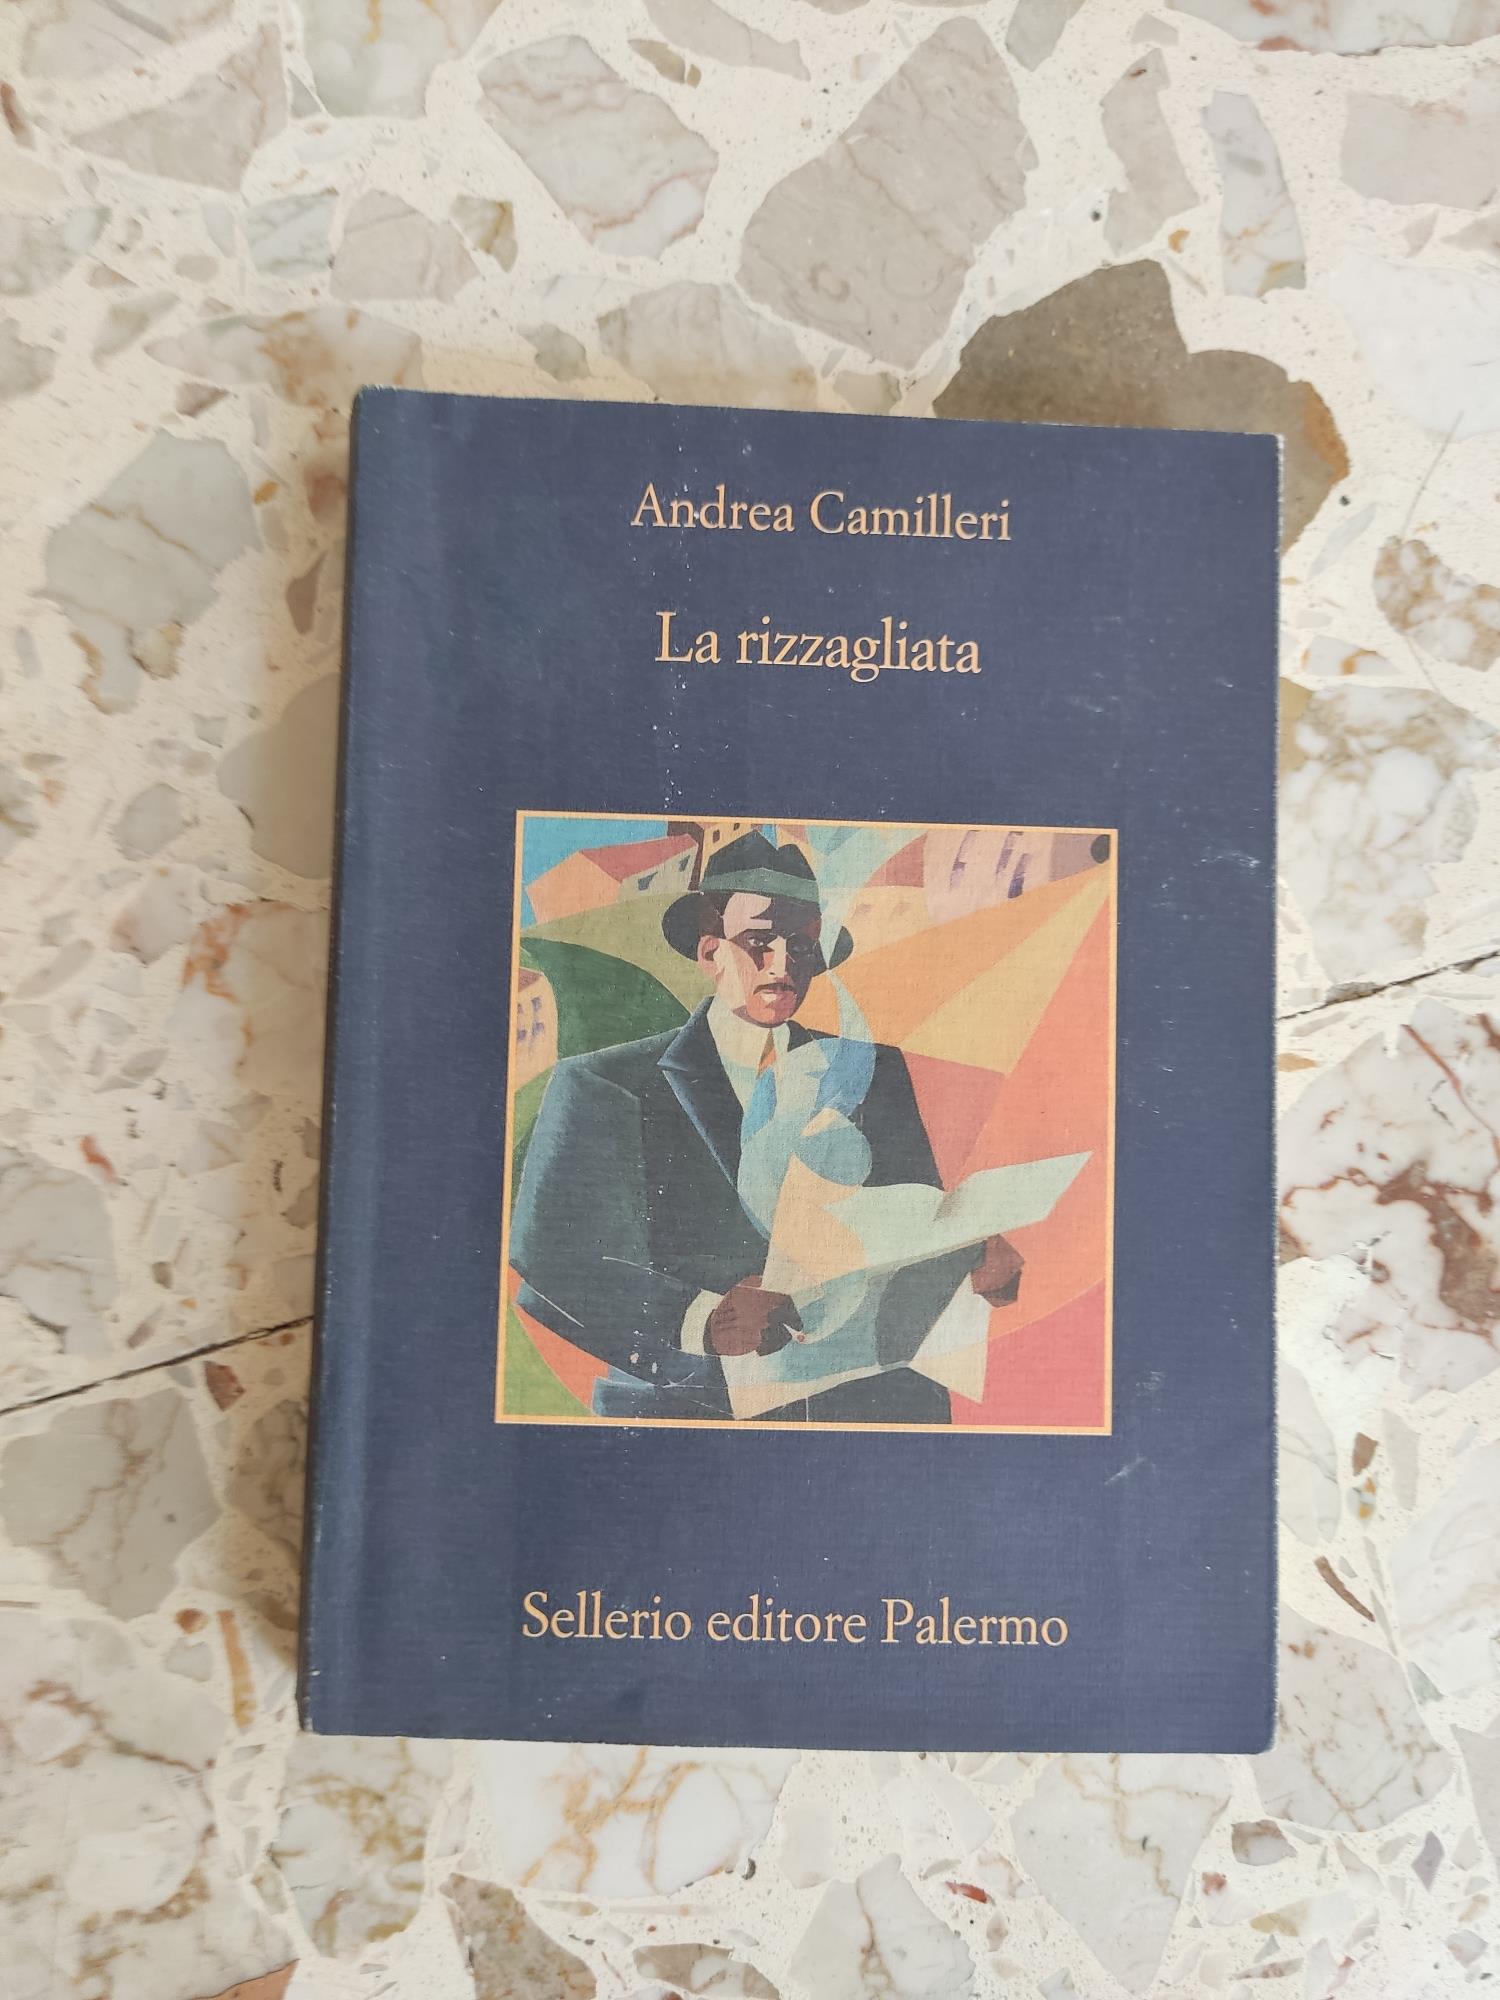 Andrea Camilleri
La rizzagliata
Sellerio editore Palermo